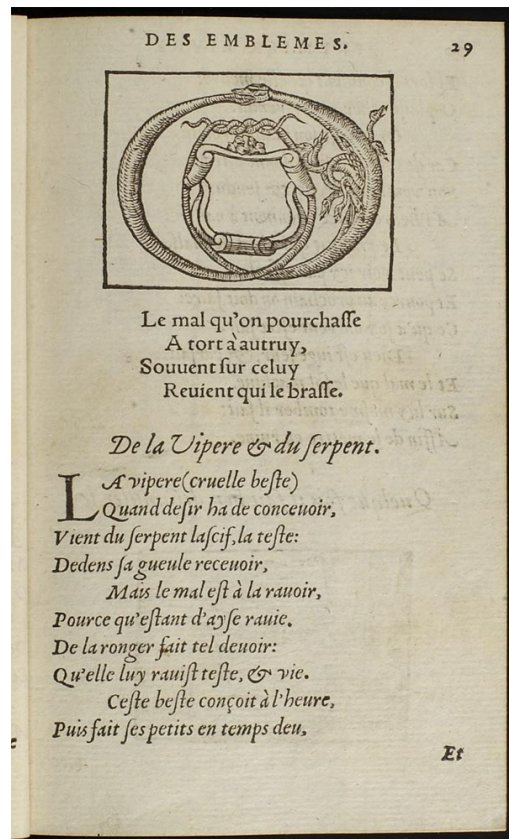 DES EMBLEMES.
29
Le mal qu'on pourchaſſe
A tort à autruy,
Souuent ſur celuy
Reuient qui le braſſe.
De la Vipere & du ſerpent.
LA vipere (cruelle beſte)
Quand deſir ha de conceuoir,
Vient du ſerpent laſcif, la teſte:
Dedens ſa gueule receuoir,
Mais le mal eſt à la rauoir,
Pource qu'eſtant d'ayſe rauie.
De la ronger fait tel deuoir:
Qu'elle luy rauiſt teſte, & vie.
Ceſte beſte conçoit à l'heure,
Puis fait ſes petits en temps deu,
Et